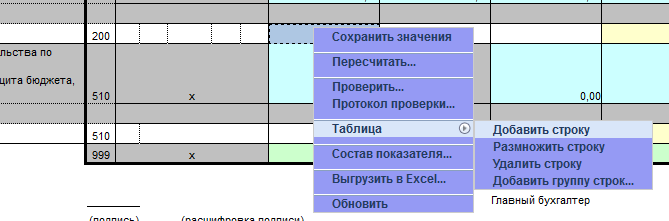 200
Сохранить значения
ельства по
Пересчитать...
цита бюджета,
Проверить...
510
x
Протокол проверки...
0,00
510
Таблица
Добавить строку
Размножить строку
999
x
Состав показателя...
Удалить строку
Выгрузить в Excel...
Добавить группу строк...
Обновить
Главный бухгалтер
(подпись)
(расшифровка подписи)